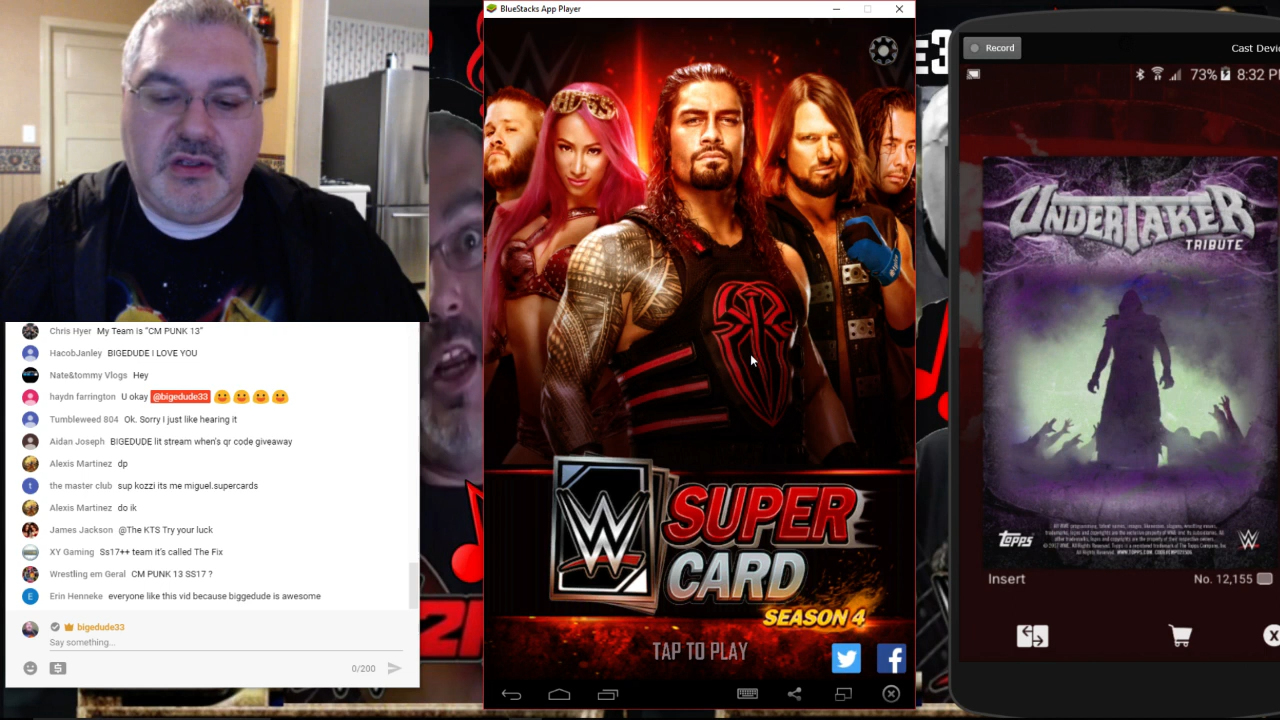 Chris Hyer My Team is "CM PUNK 13"
HacobJanley BIGEDUDE I LOVE YOU
Nate&tommy Vlogs Hey
haydn farrington U okay @bigedude33
Tumbleweed 804 Ok. Sorry I just like hearing it
Aidan Joseph BIGEDUDE lit stream when's qr code giveaway
Alexis Martinez dp
the master club sup kozzi its me miguel.supercards
Alexis Martinez do ik
James Jackson @The KTS Try your luck
XY Gaming Ss17++ team it's called The Fix
Wrestling em Geral CM PUNK 13 SS17 ?
Erin Henneke everyone like this vid because biggedude is awesome
bigedude33
Say something...
0/200
BlueStacks App Player
W
SUPER
CARD
SEASON 4
TAP TO PLAY
Record
Cast
73% 8:32
UNDERTAKER
TRIBUTE
Topps
Insert No. 12,155